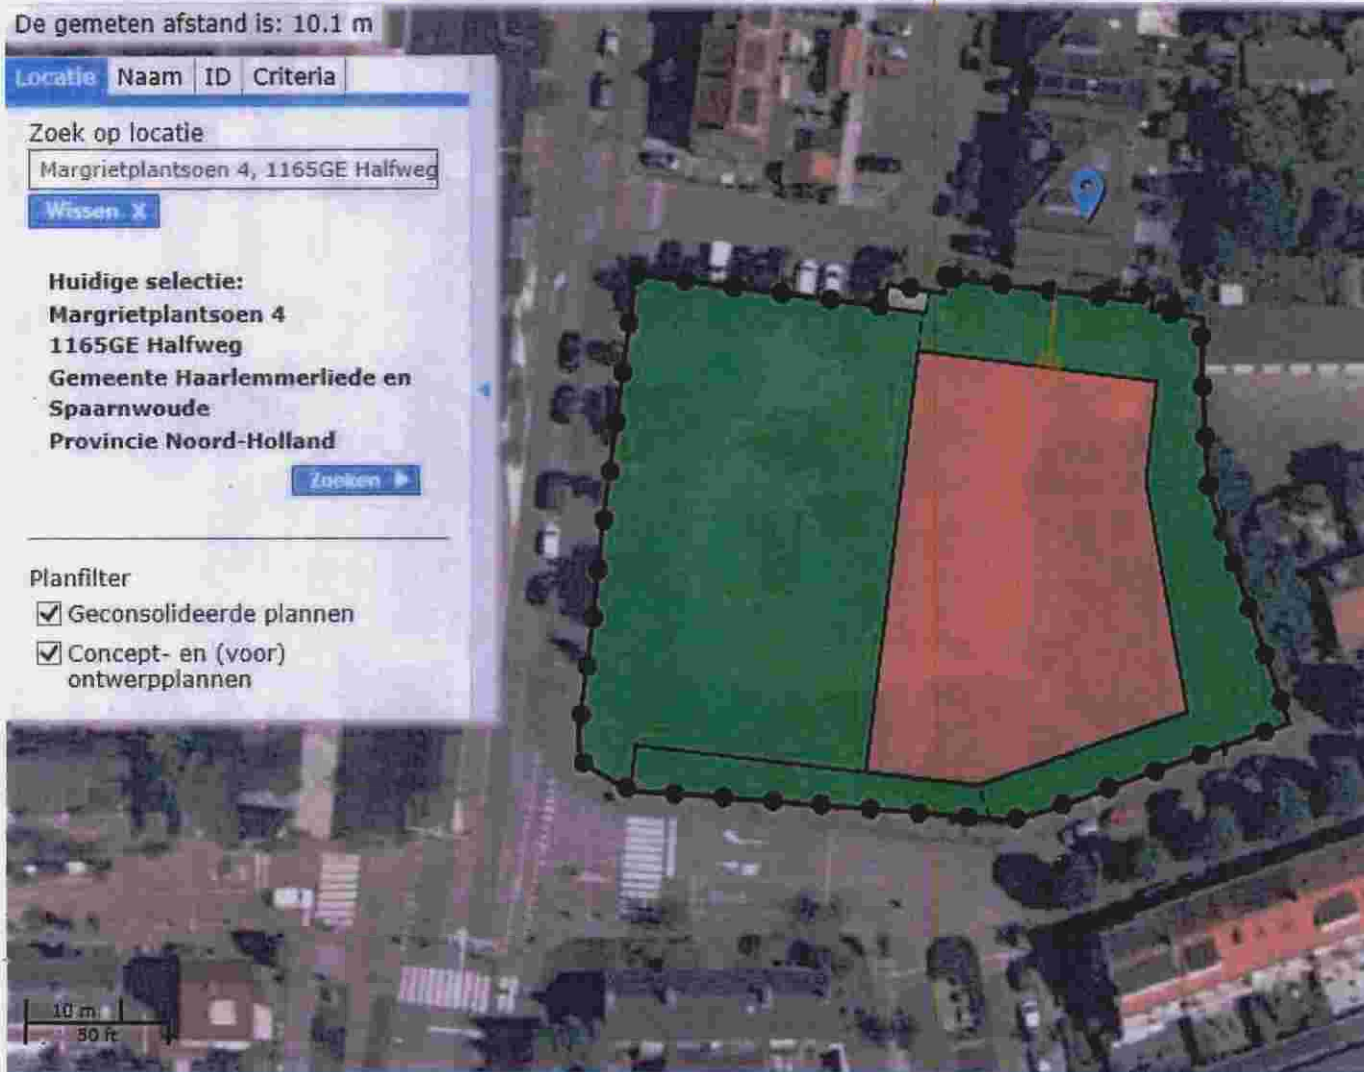 De gemeten afstand is: 10.1 m
Locatie Naam ID Criteria
Zoek op locatie
Margrietplantsoen 4, 1165GE Halfweg
Wissen X
Huidige selectie:
Margrietplantsoen 4
1165GE Halfweg
Gemeente Haarlemmerliede en
Spaarnwoude
Provincie Noord-Holland
Zoeken
Planfilter
Geconsolideerde plannen
Concept- en (voor)
ontwerpplannen
10 m
50 ft